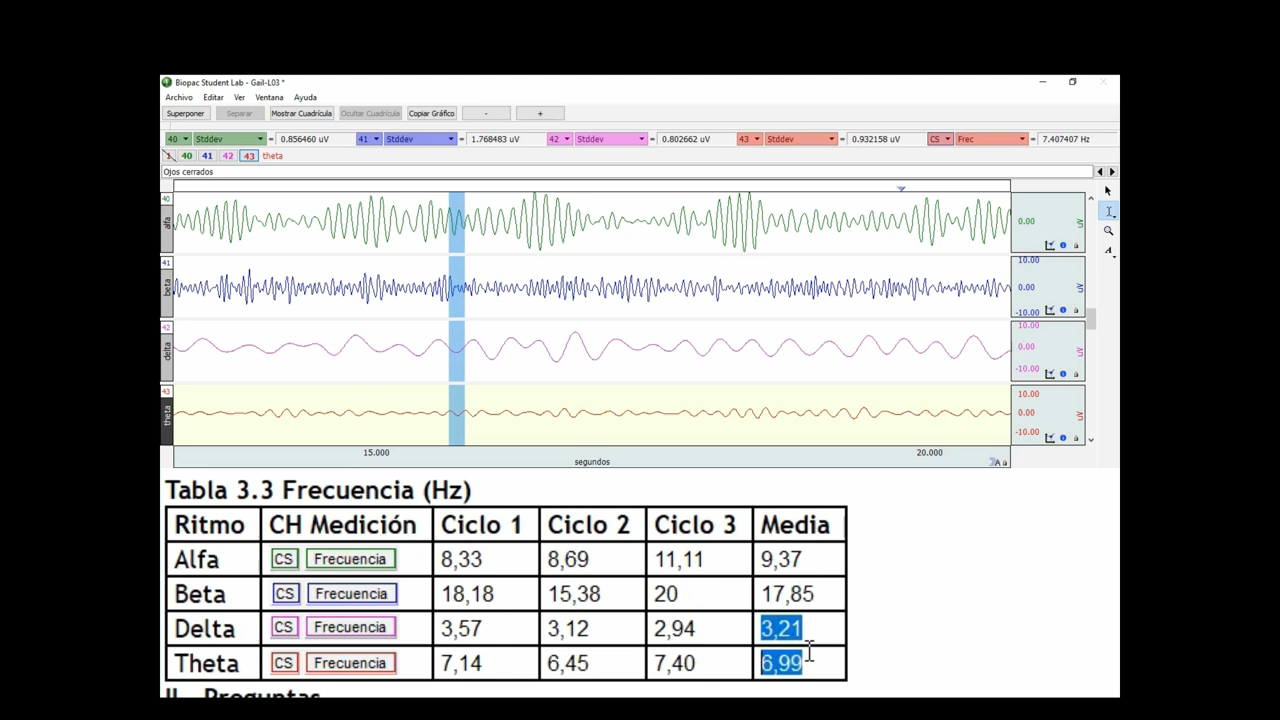 Biopac Student Lab - Gail-L03 *
Archivo Editar Ver Ventana Ayuda
Superponer Separar Mostrar Cuadrícula Ocultar Cuadrícula Copiar Gráfico - +
40 Stddev = 0.856460 uV 41 Stddev = 1.768483 uV 42 Stddev = 0.802662 uV 43 Stddev = 0.932158 uV CS Frec = 7.407407 Hz
1 40 41 42 43 theta
Ojos cerrados
40
alfa
0.00
uV
41
beta
10.00
0.00
-10.00
uV
42
delta
10.00
0.00
-10.00
uV
43
theta
10.00
0.00
-10.00
uV
15.000 20.000
segundos
A
Tabla 3.3 Frecuencia (Hz)
Ritmo CH Medición Ciclo 1 Ciclo 2 Ciclo 3 Media
Alfa CS Frecuencia 8,33 8,69 11,11 9,37
Beta CS Frecuencia 18,18 15,38 20 17,85
Delta CS Frecuencia 3,57 3,12 2,94 3,21
Theta CS Frecuencia 7,14 6,45 7,40 6,99
II. Preguntas